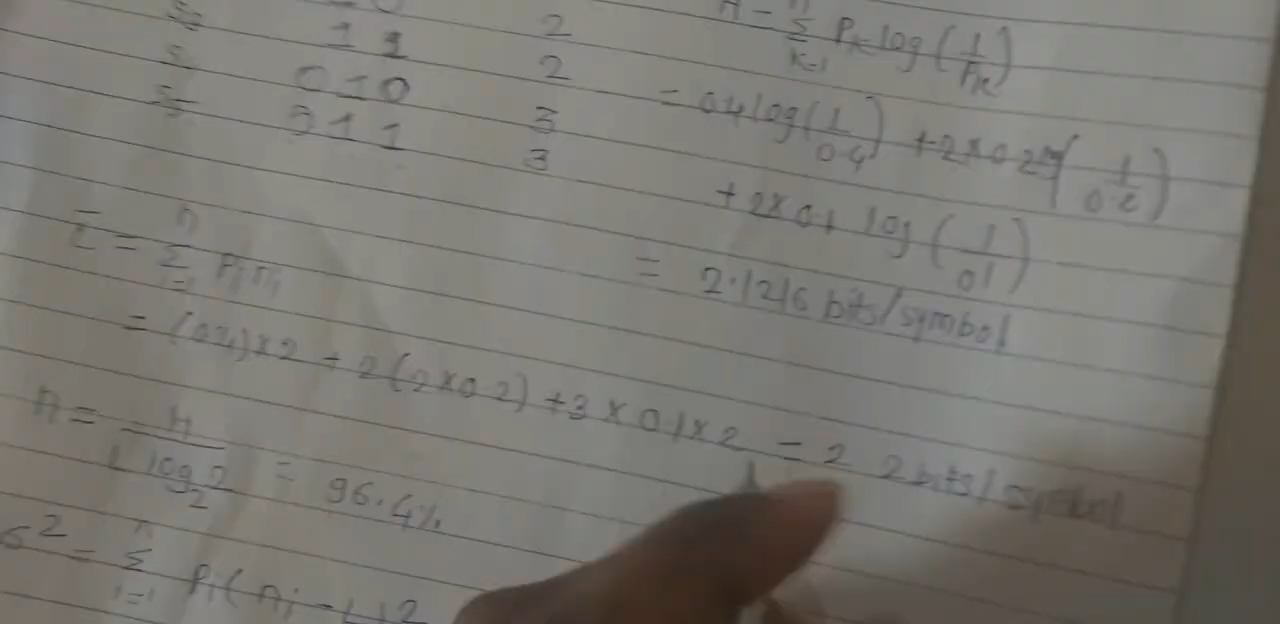 1 1 2
0 1 0 2
0 1 1 3
3
H = Σ Pk log(1/Pk)
k=1
= 0.4 log(1/0.4) + 2×0.2 log(1/0.2)
+ 2×0.1 log(1/0.1)
= 2.1216 bits/symbol
L̄ = Σ Pi ni
i=1
= (0.4)×2 + 2(2×0.2) + 3×0.1×2 = 2.2 bits/symbol
η = H / L log₂2 = 96.4%
σ² = Σ Pi(ni - L)2
i=1